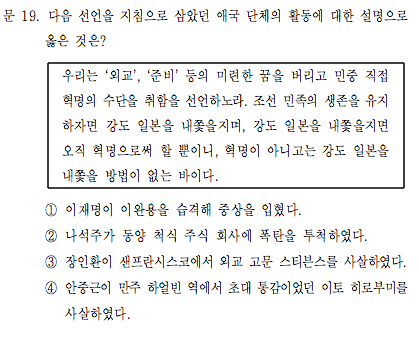 문 19. 다음 선언을 지침으로 삼았던 애국 단체의 활동에 대한 설명으로
옳은 것은?
우리는 ‘외교’, ‘준비’ 등의 미련한 꿈을 버리고 민중 직접
혁명의 수단을 취함을 선언하노라. 조선 민족의 생존을 유지
하자면 강도 일본을 내쫓을지며, 강도 일본을 내쫓을지면
오직 혁명으로써 할 뿐이니, 혁명이 아니고는 강도 일본을
내쫓을 방법이 없는 바이다.
① 이재명이 이완용을 습격해 중상을 입혔다.
② 나석주가 동양 척식 주식 회사에 폭탄을 투척하였다.
③ 장인환이 샌프란시스코에서 외교 고문 스티븐스를 사살하였다.
④ 안중근이 만주 하얼빈 역에서 초대 통감이었던 이토 히로부미를
사살하였다.